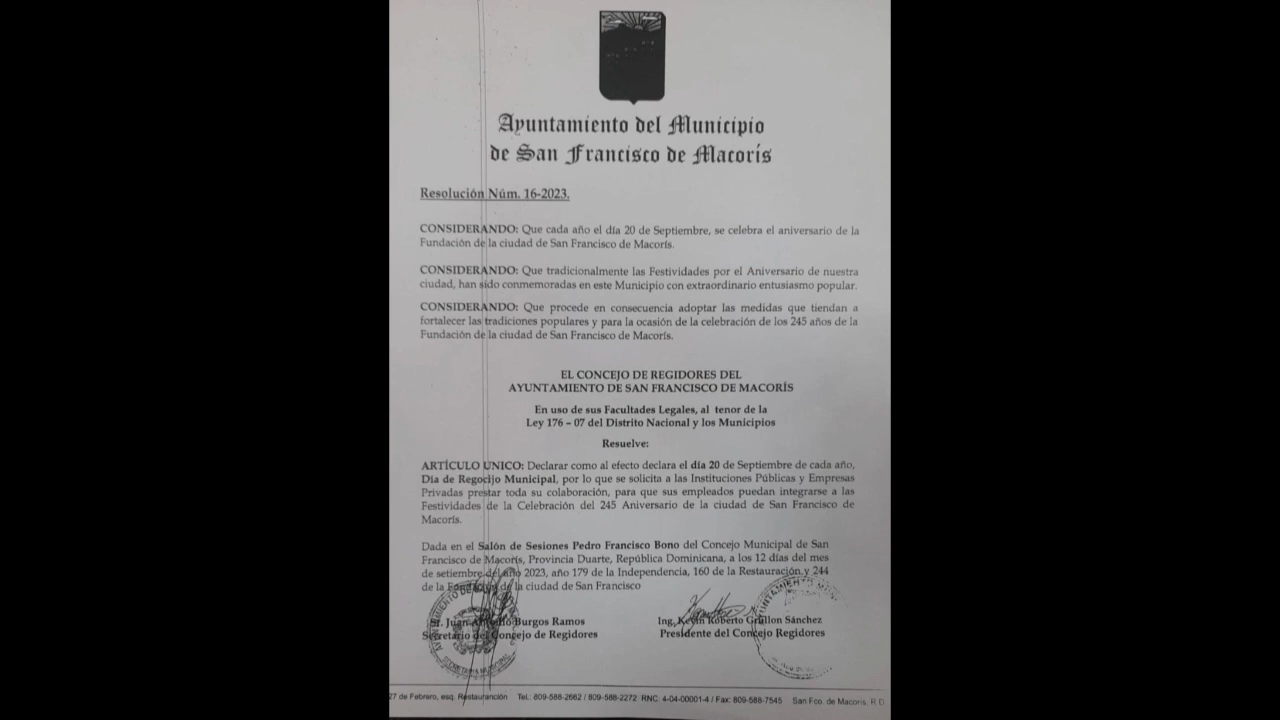 Ayuntamiento del Municipio
de San Francisco de Macorís
Resolución Núm. 16-2023.
CONSIDERANDO: Que cada año el día 20 de Septiembre, se celebra el aniversario de la
Fundación de la ciudad de San Francisco de Macorís.
CONSIDERANDO: Que tradicionalmente las Festividades por el Aniversario de nuestra
ciudad, han sido conmemoradas en este Municipio con extraordinario entusiasmo popular.
CONSIDERANDO: Que procede en consecuencia adoptar las medidas que tiendan a
fortalecer las tradiciones populares y para la ocasión de la celebración de los 245 años de la
Fundación de la ciudad de San Francisco de Macorís.
EL CONCEJO DE REGIDORES DEL
AYUNTAMIENTO DE SAN FRANCISCO DE MACORÍS
En uso de sus Facultades Legales, al tenor de la
Ley 176 – 07 del Distrito Nacional y los Municipios
Resuelve:
ARTÍCULO UNICO: Declarar como al efecto declara el día 20 de Septiembre de cada año,
Día de Regocijo Municipal, por lo que se solicita a las Instituciones Públicas y Empresas
Privadas prestar toda su colaboración, para que sus empleados puedan integrarse a las
Festividades de la Celebración del 245 Aniversario de la ciudad de San Francisco de
Macorís.
Dada en el Salón de Sesiones Pedro Francisco Bono del Concejo Municipal de San
Francisco de Macorís, Provincia Duarte, República Dominicana, a los 12 días del mes
de setiembre del año 2023, año 179 de la Independencia, 160 de la Restauración y 244
de la Fundación de la ciudad de San Francisco
Sr. Juan Antonio Burgos Ramos
Secretario del Concejo de Regidores
Ing. Kevin Roberto Grullon Sánchez
Presidente del Concejo Regidores
27 de Febrero, esq. Restauranción Tel.: 809-588-2662 / 809-588-2272 RNC. 4-04-00001-4 / Fax: 809-588-7545 San Fco. de Macorís, R.D.